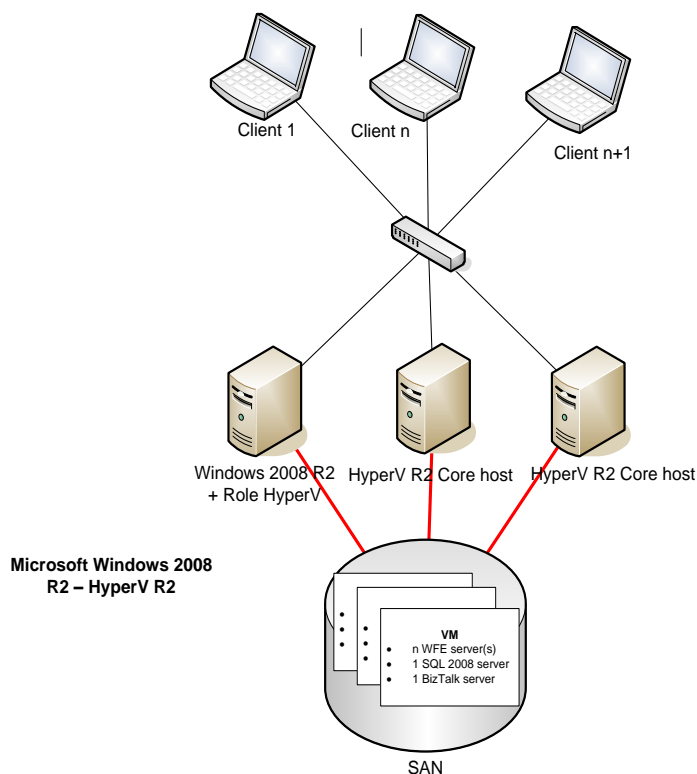 Client 1
Client n
Client n+1
Windows 2008 R2
+ Role HyperV
HyperV R2 Core host
HyperV R2 Core host
Microsoft Windows 2008
R2 – HyperV R2
VM
• n WFE server(s)
• 1 SQL 2008 server
• 1 BizTalk server
SAN